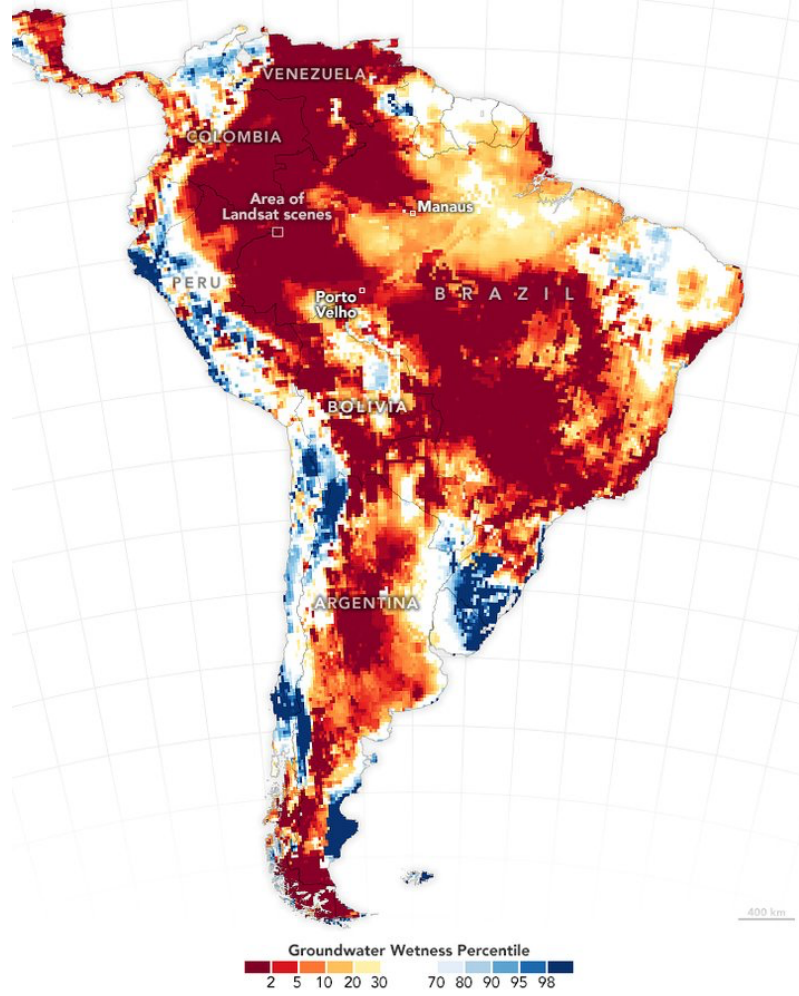 VENEZUELA
COLOMBIA
Area of
Landsat scenes
Manaus
PERU
Porto
Velho
BRAZIL
BOLIVIA
ARGENTINA
400 km
Groundwater Wetness Percentile
2 5 10 20 30 70 80 90 95 98